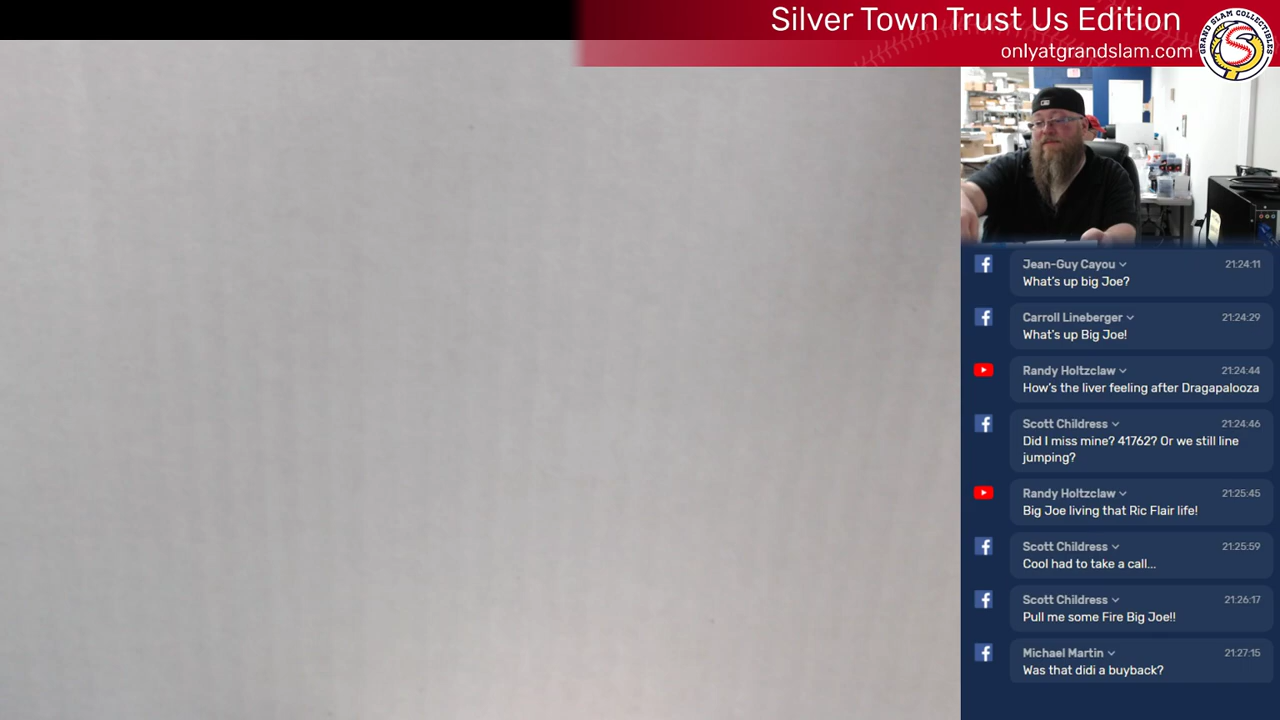 Silver Town Trust Us Edition
onlyatgrandslam.com
GRAND SLAM COLLECTIBLES
Jean-Guy Cayou 21:24:11
What's up big Joe?
Carroll Lineberger 21:24:29
What's up Big Joe!
Randy Holtzclaw 21:24:44
How's the liver feeling after Dragapalooza
Scott Childress 21:24:46
Did I miss mine? 41762? Or we still line
jumping?
Randy Holtzclaw 21:25:45
Big Joe living that Ric Flair life!
Scott Childress 21:25:59
Cool had to take a call...
Scott Childress 21:26:17
Pull me some Fire Big Joe!!
Michael Martin 21:27:15
Was that didi a buyback?